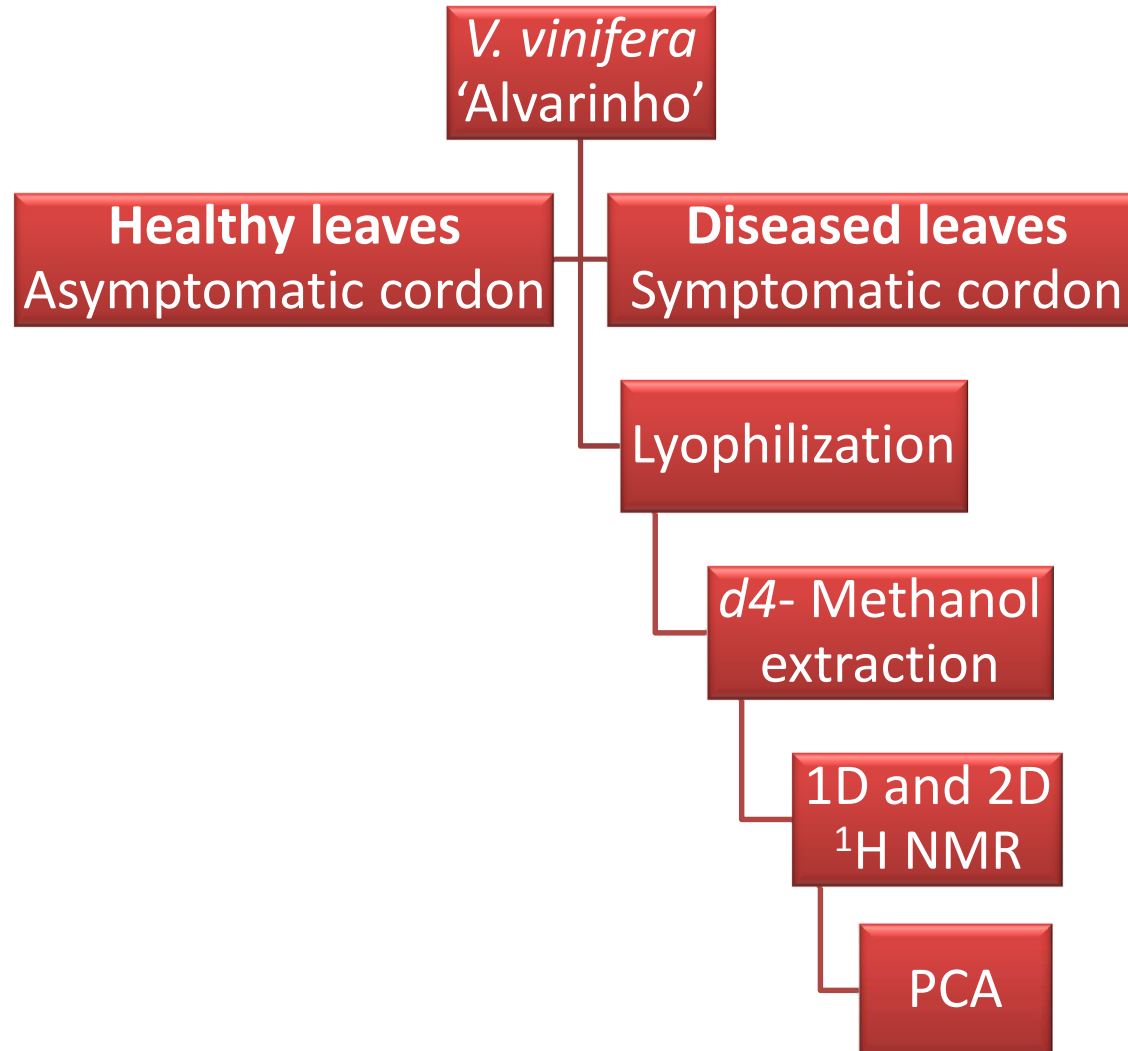 V. vinifera
‘Alvarinho’
Healthy leaves
Asymptomatic cordon
Diseased leaves
Symptomatic cordon
Lyophilization
d4- Methanol
extraction
1D and 2D
¹H NMR
PCA